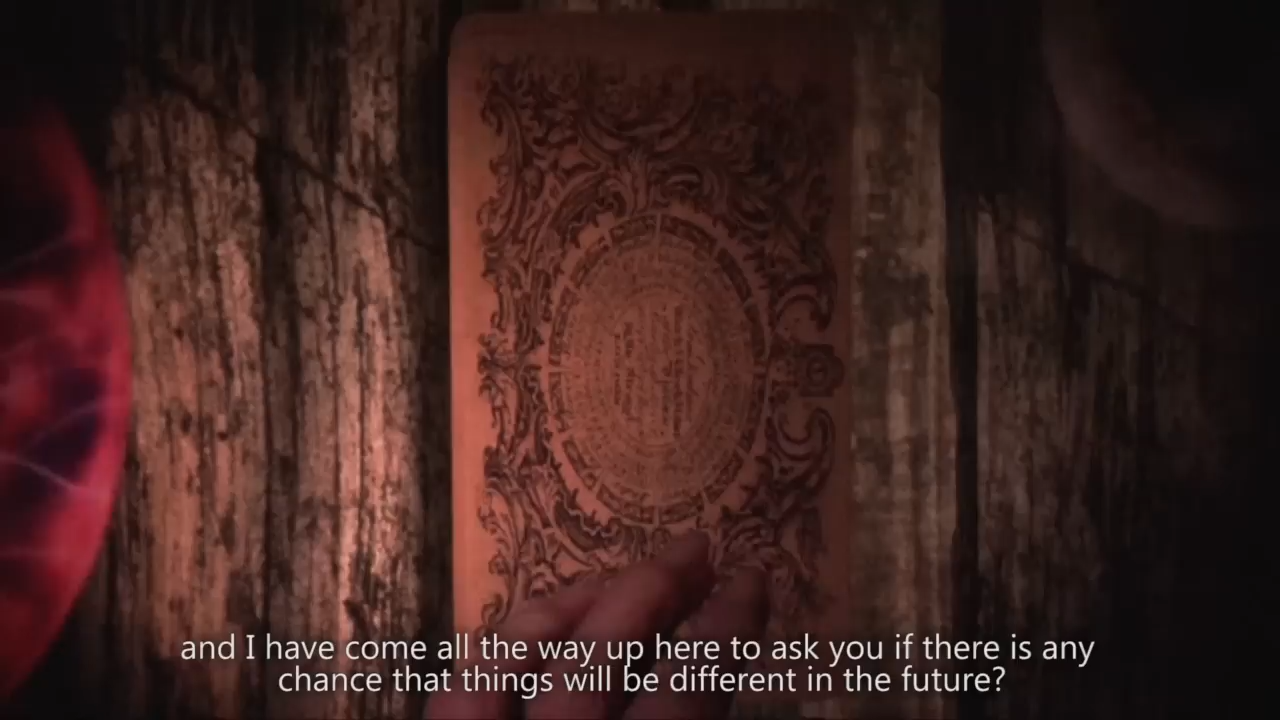 and I have come all the way up here to ask you if there is any
chance that things will be different in the future?